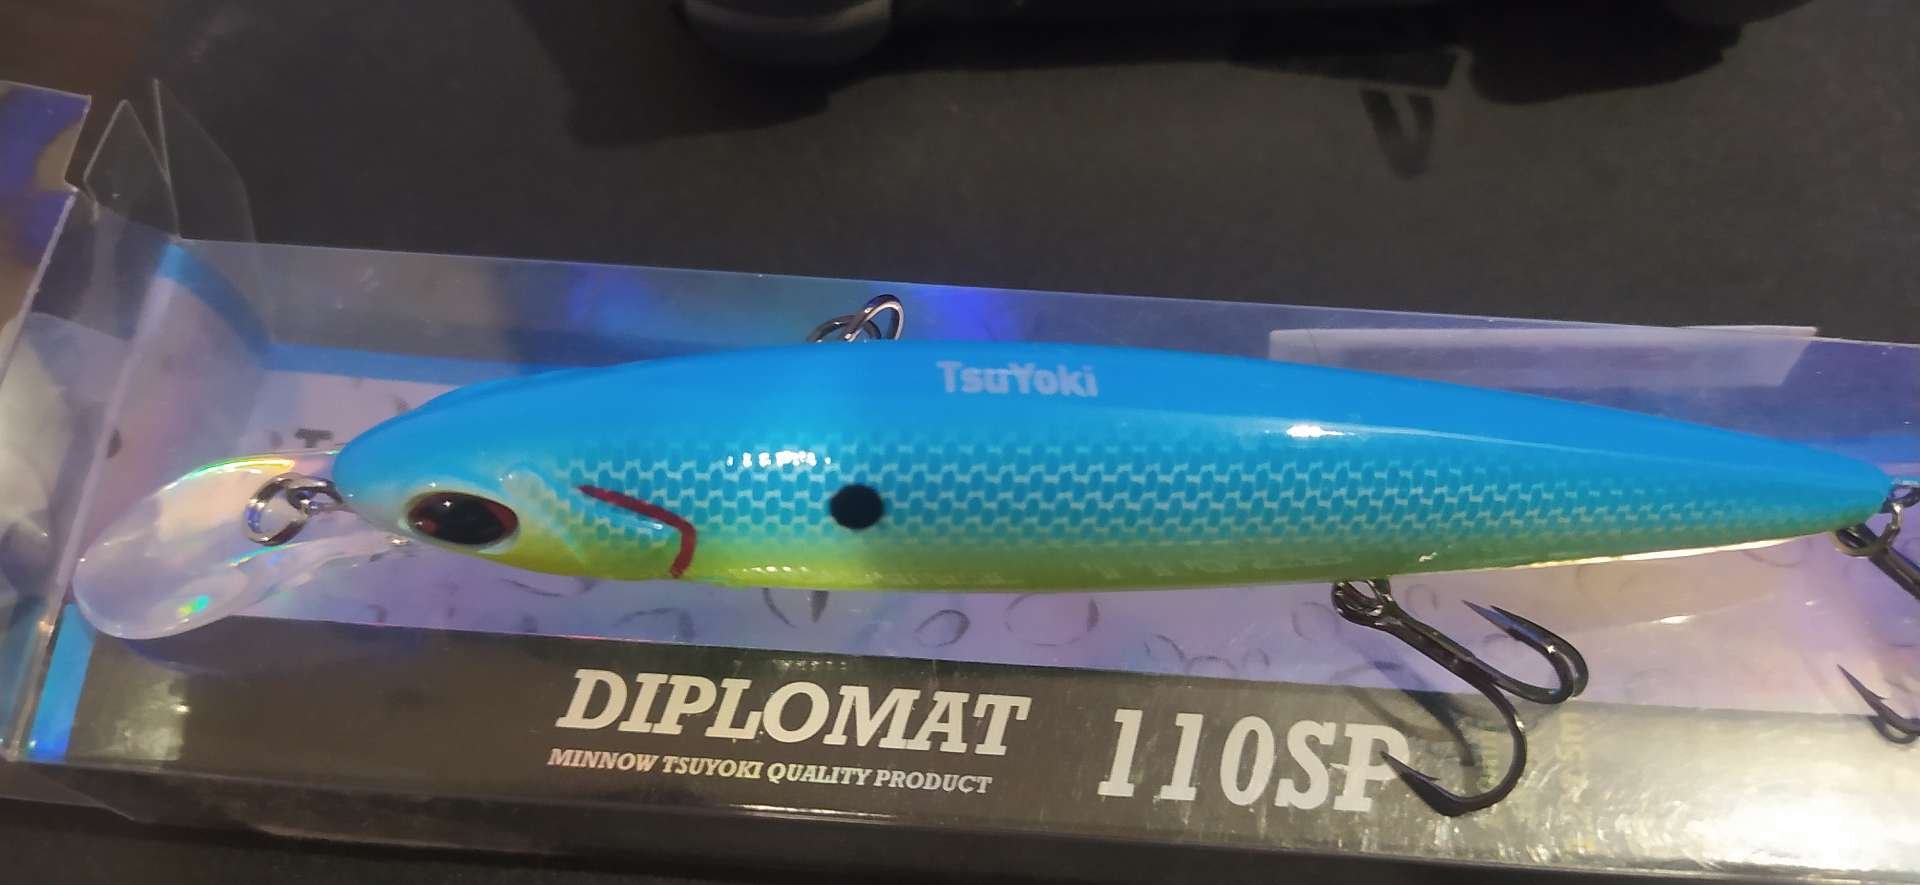 TsuYoki
DIPLOMAT
110SP
MINNOW TSUYOKI QUALITY PRODUCT